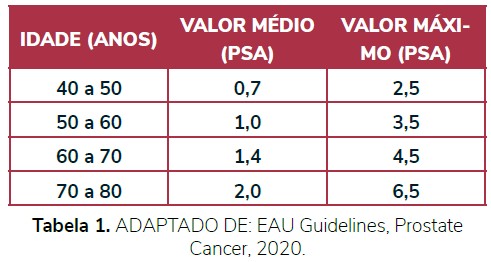 IDADE (ANOS) VALOR MÉDIO (PSA) VALOR MÁXI-MO (PSA)
40 a 50 0,7 2,5
50 a 60 1,0 3,5
60 a 70 1,4 4,5
70 a 80 2,0 6,5
Tabela 1. ADAPTADO DE: EAU Guidelines, Prostate
Cancer, 2020.